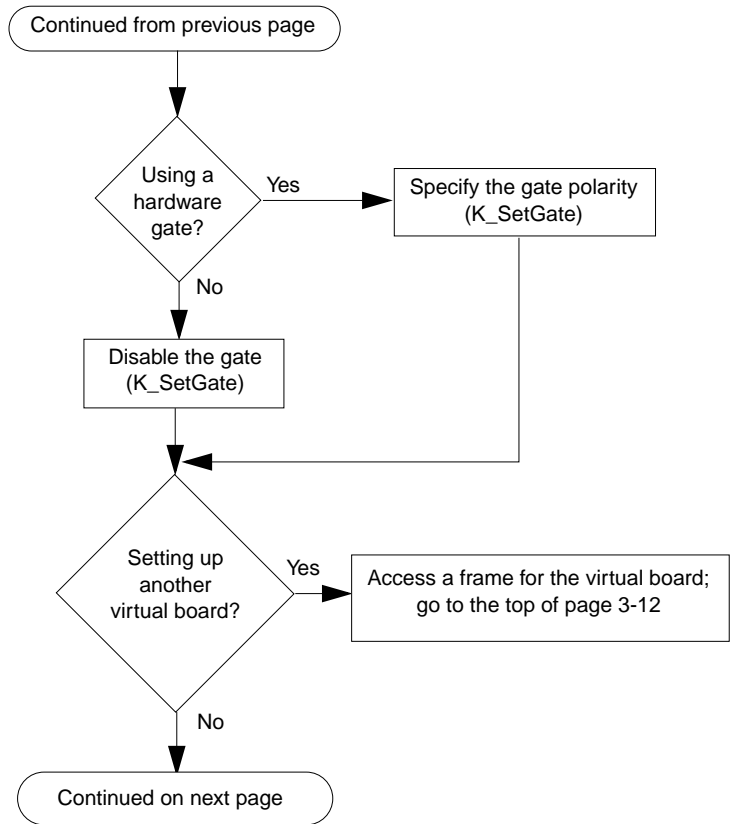 Continued from previous page
Using a
hardware
gate?
Yes
Specify the gate polarity
(K_SetGate)
No
Disable the gate
(K_SetGate)
Setting up
another
virtual board?
Yes
Access a frame for the virtual board;
go to the top of page 3-12
No
Continued on next page